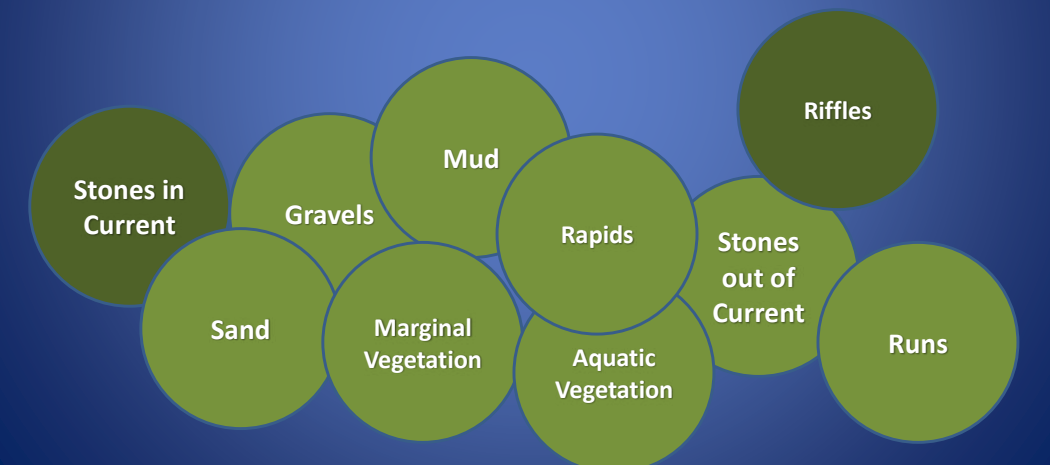 Riffles
Mud
Stones in
Current
Gravels
Rapids
Stones
out of
Current
Sand
Marginal
Vegetation
Aquatic
Vegetation
Runs